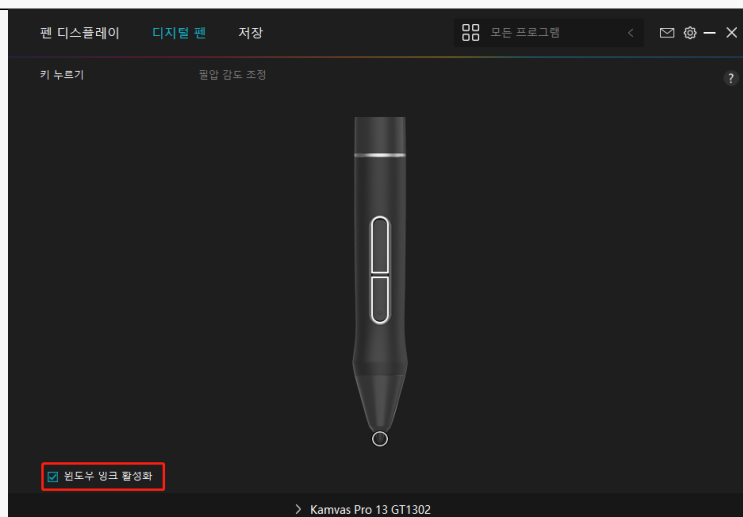 펜 디스플레이 디지털 펜 저장 모든 프로그램
키 누르기 필압 감도 조정 ?
윈도우 잉크 활성화
Kamvas Pro 13 GT1302